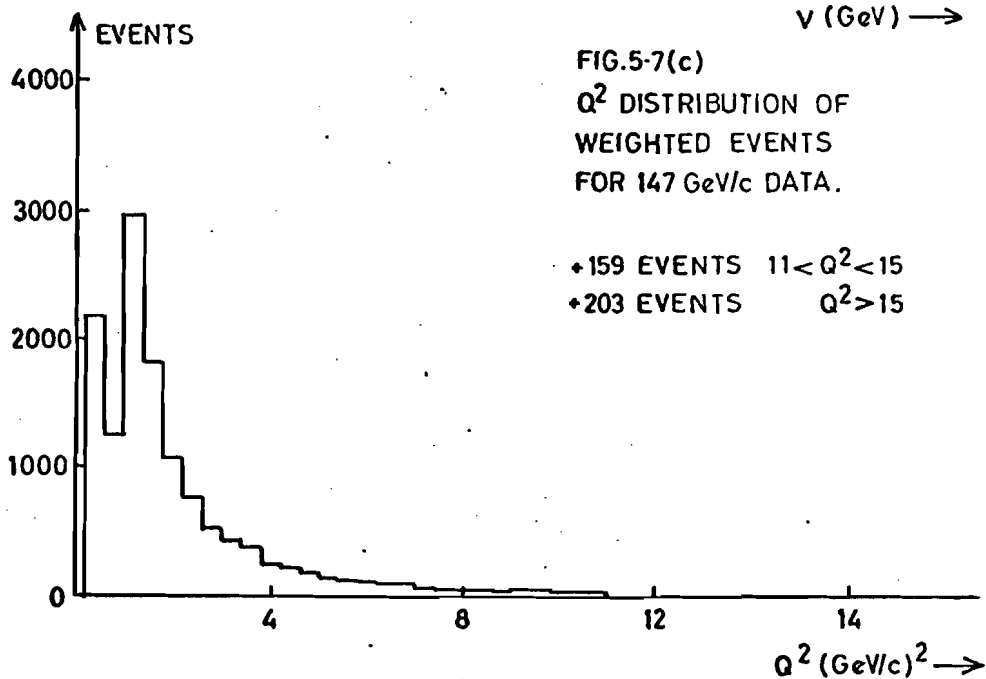 ν (GeV) →
EVENTS
FIG.5-7(c)
Q² DISTRIBUTION OF
WEIGHTED EVENTS
FOR 147 GeV/c DATA.
+159 EVENTS 11<Q²<15
+203 EVENTS Q²>15
4000
3000
2000
1000
0
4 8 12 14
Q² (GeV/c)² →